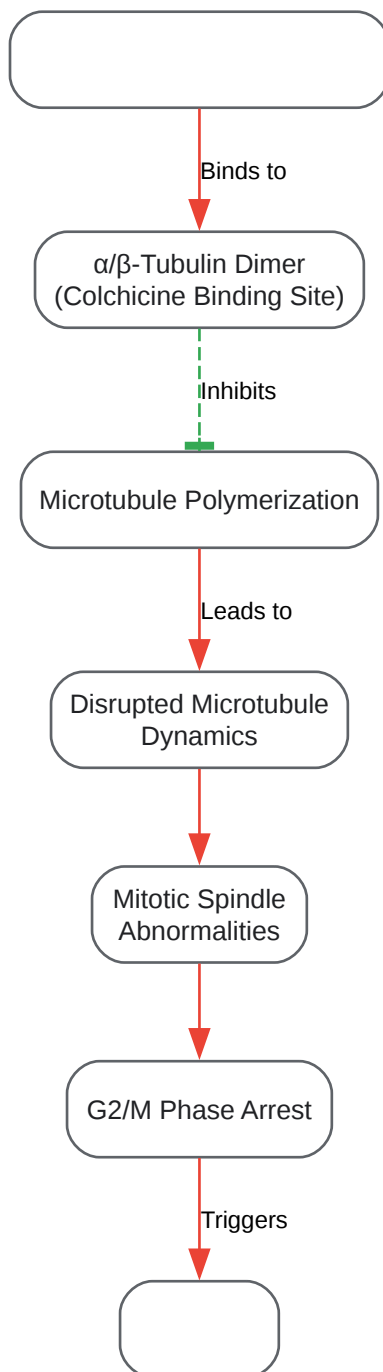 Binds to
α/β-Tubulin Dimer
(Colchicine Binding Site)
Inhibits
Microtubule Polymerization
Leads to
Disrupted Microtubule
Dynamics
Mitotic Spindle
Abnormalities
G2/M Phase Arrest
Triggers